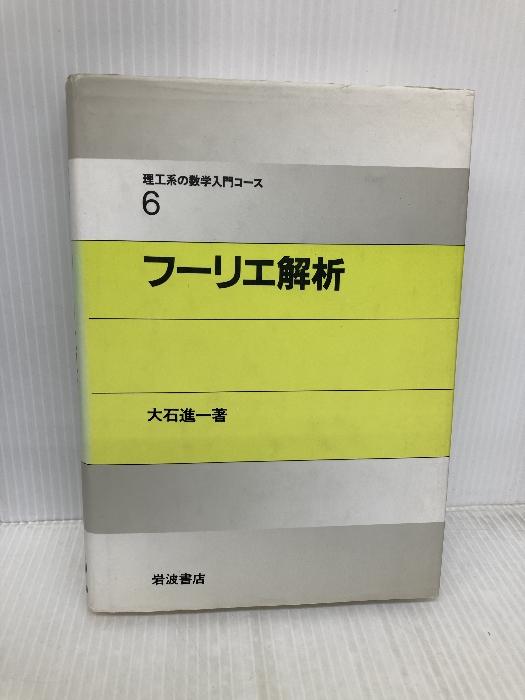 理工系の数学入門コース
6
フーリエ解析
大石進一著
岩波書店